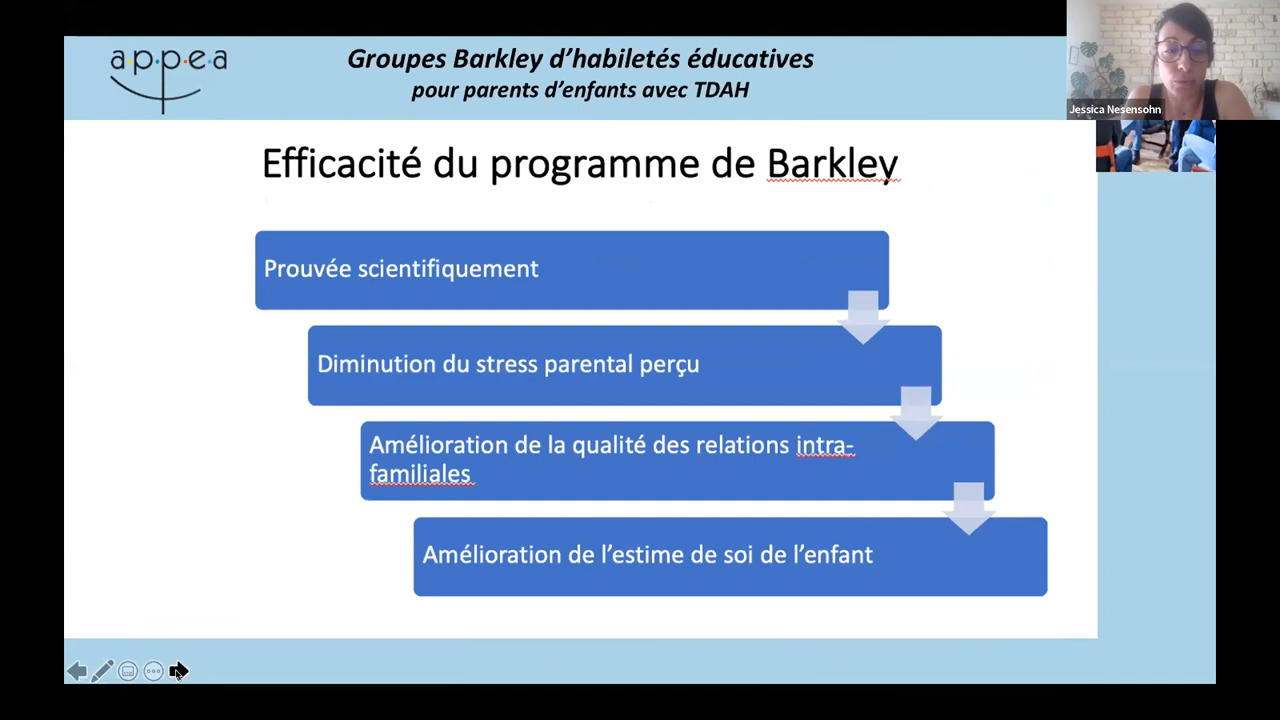 a.p.p.e.a
Groupes Barkley d’habiletés éducatives
pour parents d’enfants avec TDAH
Jessica Nesensohn
Efficacité du programme de Barkley
Prouvée scientifiquement
Diminution du stress parental perçu
Amélioration de la qualité des relations intra-
familiales
Amélioration de l’estime de soi de l’enfant